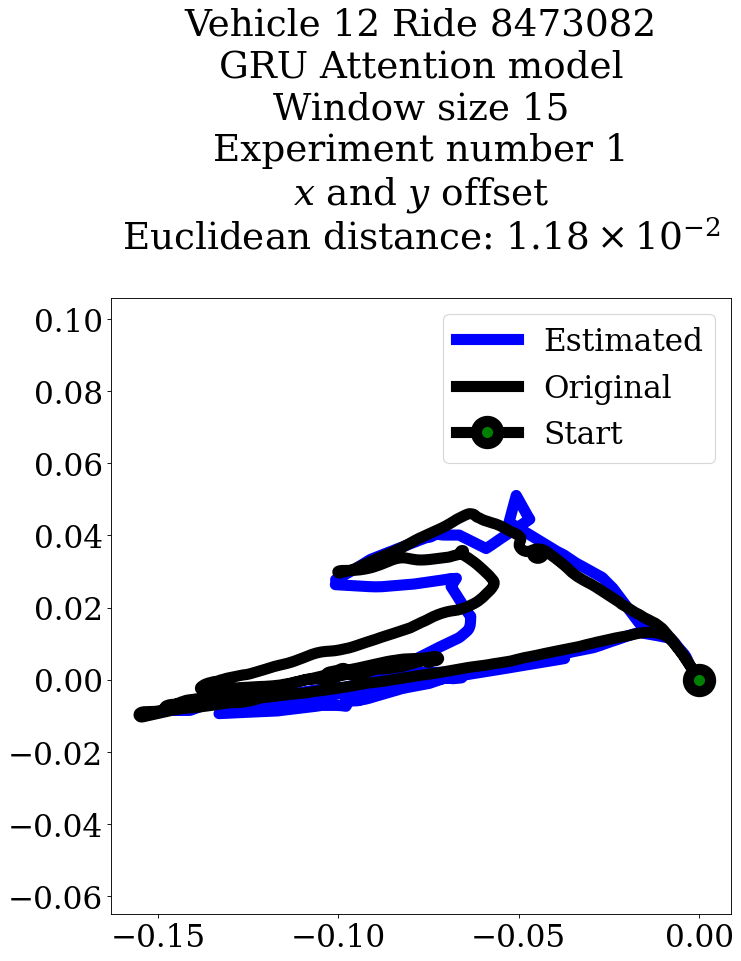 Vehicle 12 Ride 8473082
GRU Attention model
Window size 15
Experiment number 1
x and y offset
Euclidean distance: 1.18 × 10⁻²
Estimated
Original
Start
0.10
0.08
0.06
0.04
0.02
0.00
−0.02
−0.04
−0.06
−0.15 −0.10 −0.05 0.00